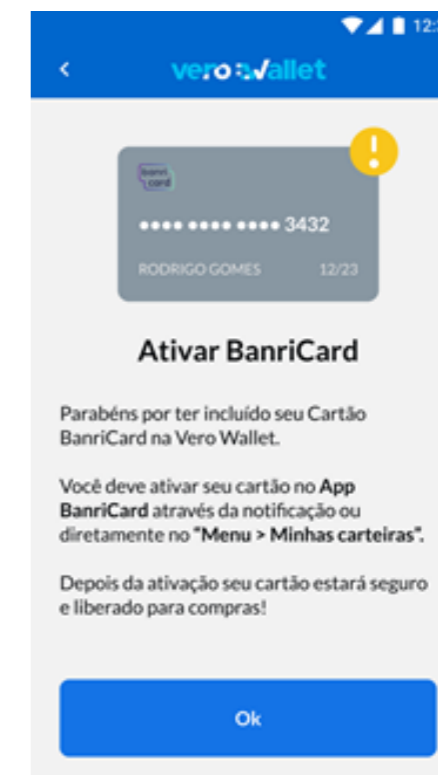 12:
vero wallet
banri
card
•••• •••• •••• 3432
RODRIGO GOMES 12/23
Ativar BanriCard
Parabéns por ter incluído seu Cartão
BanriCard na Vero Wallet.
Você deve ativar seu cartão no App
BanriCard através da notificação ou
diretamente no “Menu > Minhas carteiras”.
Depois da ativação seu cartão estará seguro
e liberado para compras!
Ok